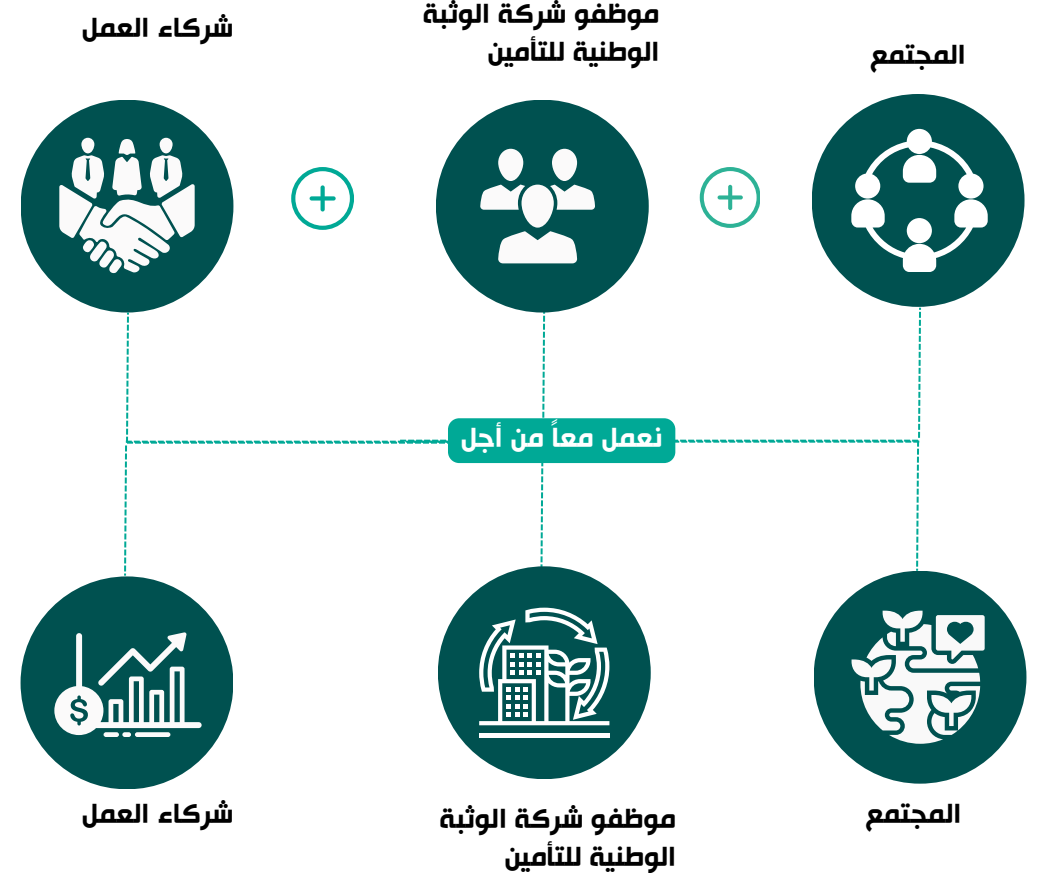 المجتمع
موظفو شركة الوثبة
الوطنية للتأمين
شركاء العمل
نعمل معاً من أجل
$
المجتمع
موظفو شركة الوثبة
الوطنية للتأمين
شركاء العمل